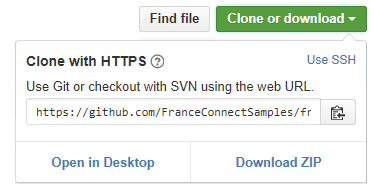 Find file
Clone or download
Clone with HTTPS ?
Use SSH
Use Git or checkout with SVN using the web URL.
https://github.com/FranceConnectSamples/fr
Open in Desktop
Download ZIP